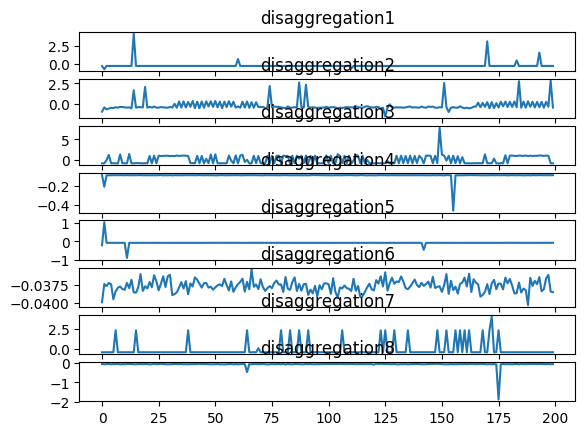 disaggregation1
2.5
0.0
disaggregation2
2.5
0.0
disaggregation3
5
0
disaggregation4
−0.2
−0.4
disaggregation5
1
0
−1
disaggregation6
−0.0375
−0.0400
disaggregation7
2.5
0.0
disaggregation8
0
−2
0 25 50 75 100 125 150 175 200